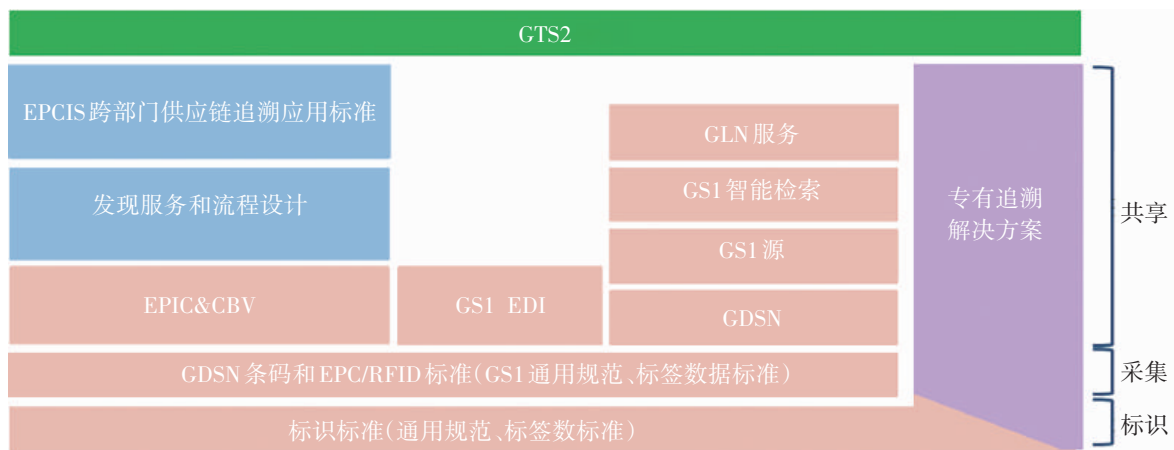 GTS2
EPCIS跨部门供应链追溯应用标准
发现服务和流程设计
EPIC&CBV
GS1 EDI
GLN服务
GS1智能检索
GS1源
GDSN
专有追溯
解决方案
GDSN条码和EPC/RFID标准(GS1通用规范、标签数据标准)
标识标准(通用规范、标签数标准)
共享
采集
标识